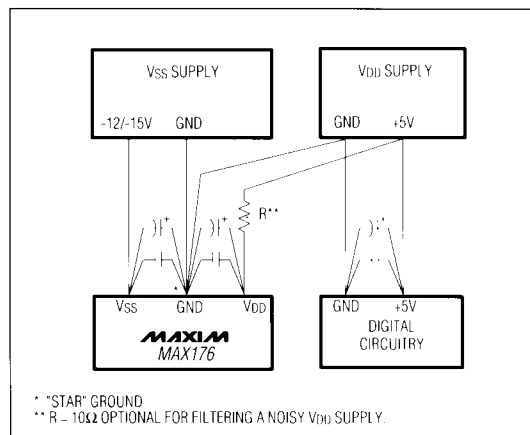 VSS SUPPLY
-12/-15V GND
VDD SUPPLY
GND +5V
R**
+ +
*
VSS GND VDD
MAXIM
MAX176
GND +5V
DIGITAL
CIRCUITRY
* "STAR" GROUND
** R – 10Ω OPTIONAL FOR FILTERING A NOISY VDD SUPPLY.